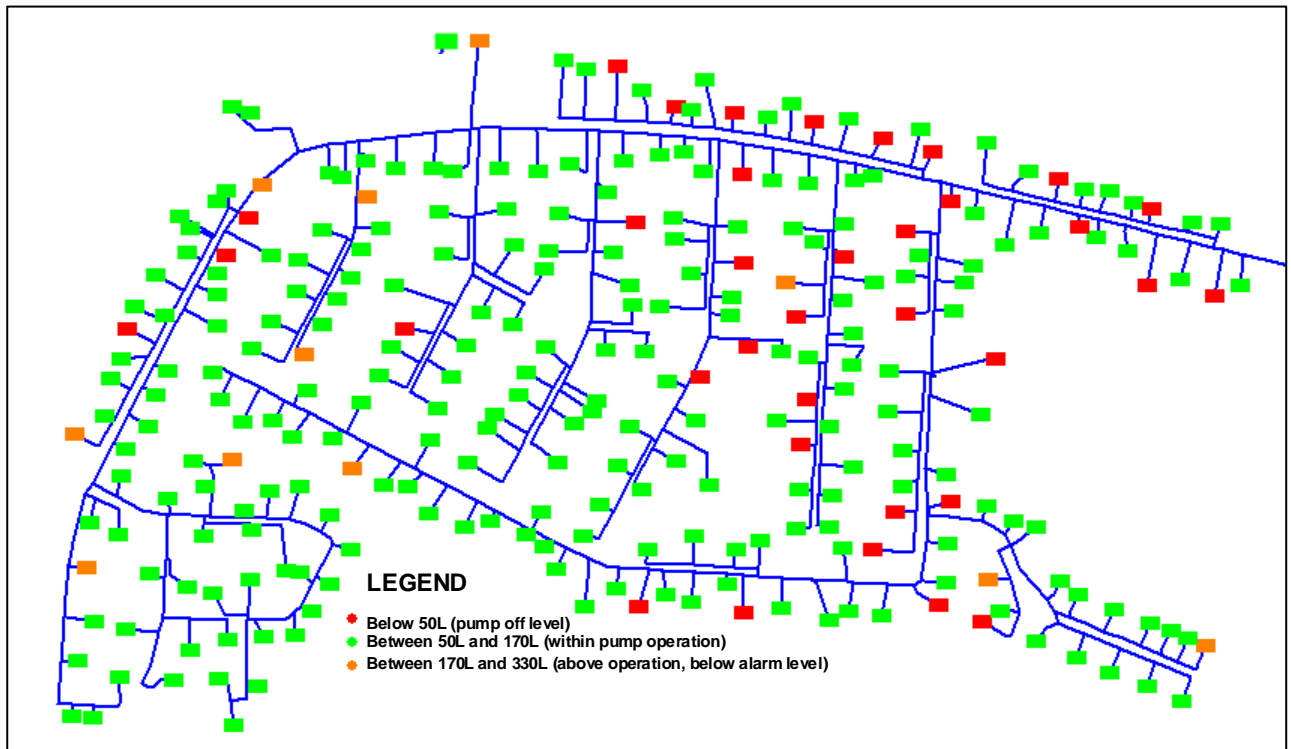 LEGEND
Below 50L (pump off level)
Between 50L and 170L (within pump operation)
Between 170L and 330L (above operation, below alarm level)